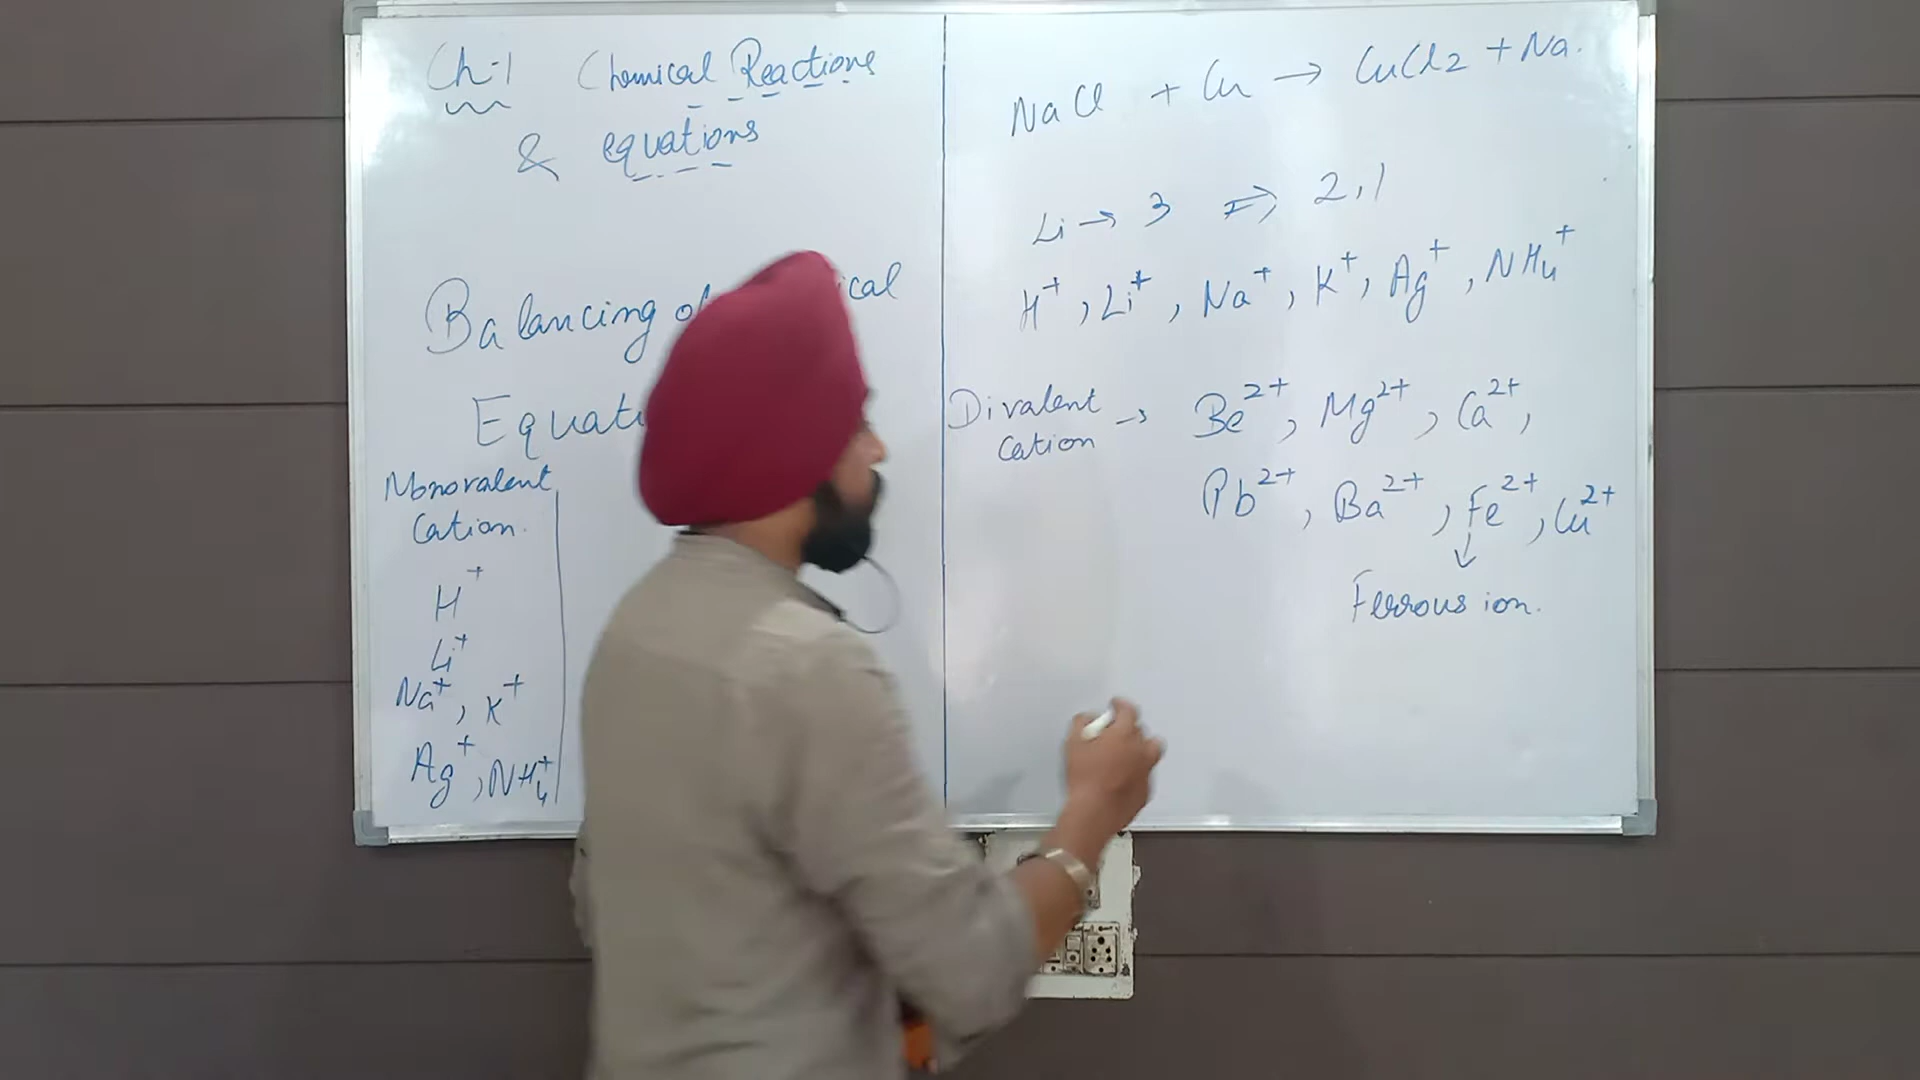 Ch-1 Chemical Reactions
& equations
Balancing ical
Equati
Monovalent
Cation.
H⁺
Li⁺
Na⁺, K⁺
Ag⁺, NH₄⁺
NaCl + Cu → CuCl2 + Na.
Li → 3 ⇒ 2,1
H⁺, Li⁺, Na⁺, K⁺, Ag⁺, NH₄⁺
Divalent
cation → Be²⁺, Mg²⁺, Ca²⁺,
Pb²⁺, Ba²⁺, Fe²⁺, Cu²⁺
↓
Ferrous ion.